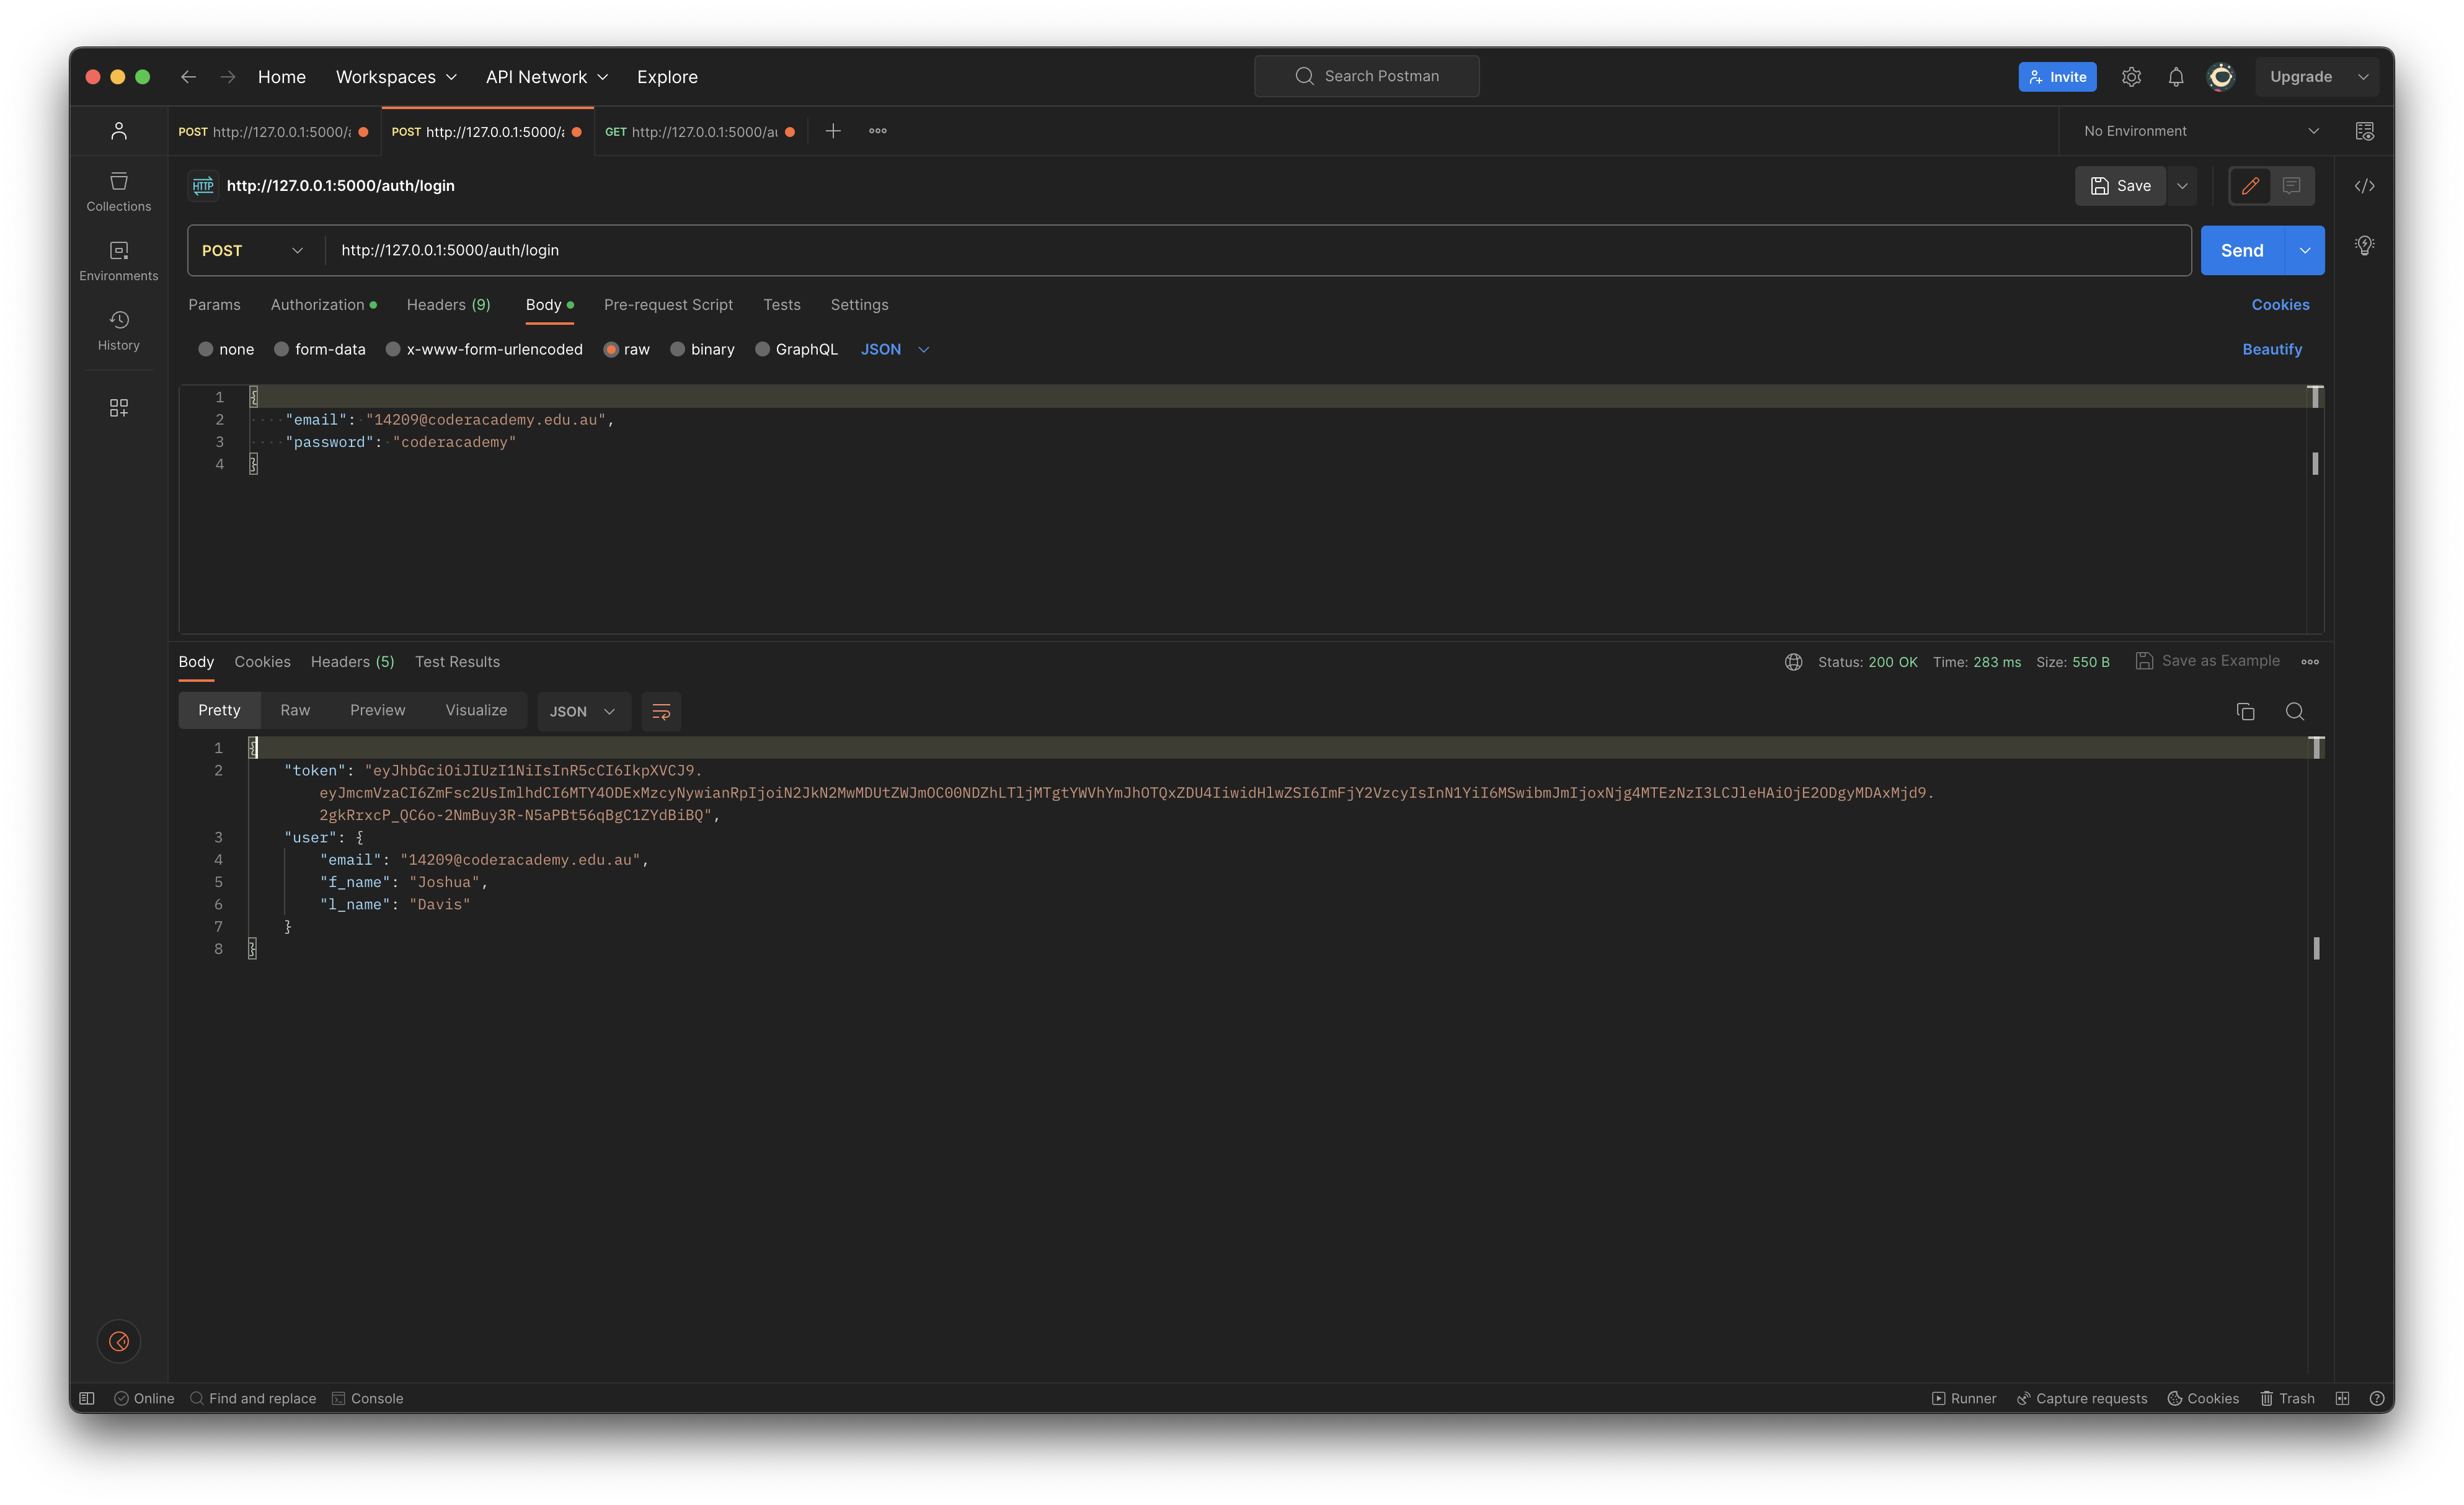 Home Workspaces API Network Explore Search Postman Invite Upgrade
POST http://127.0.0.1:5000/a POST http://127.0.0.1:5000/a GET http://127.0.0.1:5000/au No Environment
HTTP http://127.0.0.1:5000/auth/login Save
Collections
POST http://127.0.0.1:5000/auth/login Send
Environments
Params Authorization Headers (9) Body Pre-request Script Tests Settings Cookies
History
none form-data x-www-form-urlencoded raw binary GraphQL JSON Beautify
1 {
2 "email": "14209@coderacademy.edu.au",
3 "password": "coderacademy"
4 }
Body Cookies Headers (5) Test Results Status: 200 OK Time: 283 ms Size: 550 B Save as Example
Pretty Raw Preview Visualize JSON
1 {
2 "token": "eyJhbGciOiJIUzI1NiIsInR5cCI6IkpXVCJ9.
eyJmcmVzaCI6ZmFsc2UsImlhdCI6MTY4ODExMzcyNywianRpIjoiN2JkN2MwMDUtZWJmOC00NDZhLTljMTgtYWVhYmJhOTQxZDU4IiwidHlwZSI6ImFjY2VzcyIsInN1YiI6MSwibmJmIjoxNjg4MTEzNzI3LCJleHAiOjE2ODgyMDAxMjd9.
2gkRrxcP_QC6o-2NmBuy3R-N5aPBt56qBgC1ZYdBiBQ",
3 "user": {
4 "email": "14209@coderacademy.edu.au",
5 "f_name": "Joshua",
6 "l_name": "Davis"
7 }
8 }
Online Find and replace Console Runner Capture requests Cookies Trash